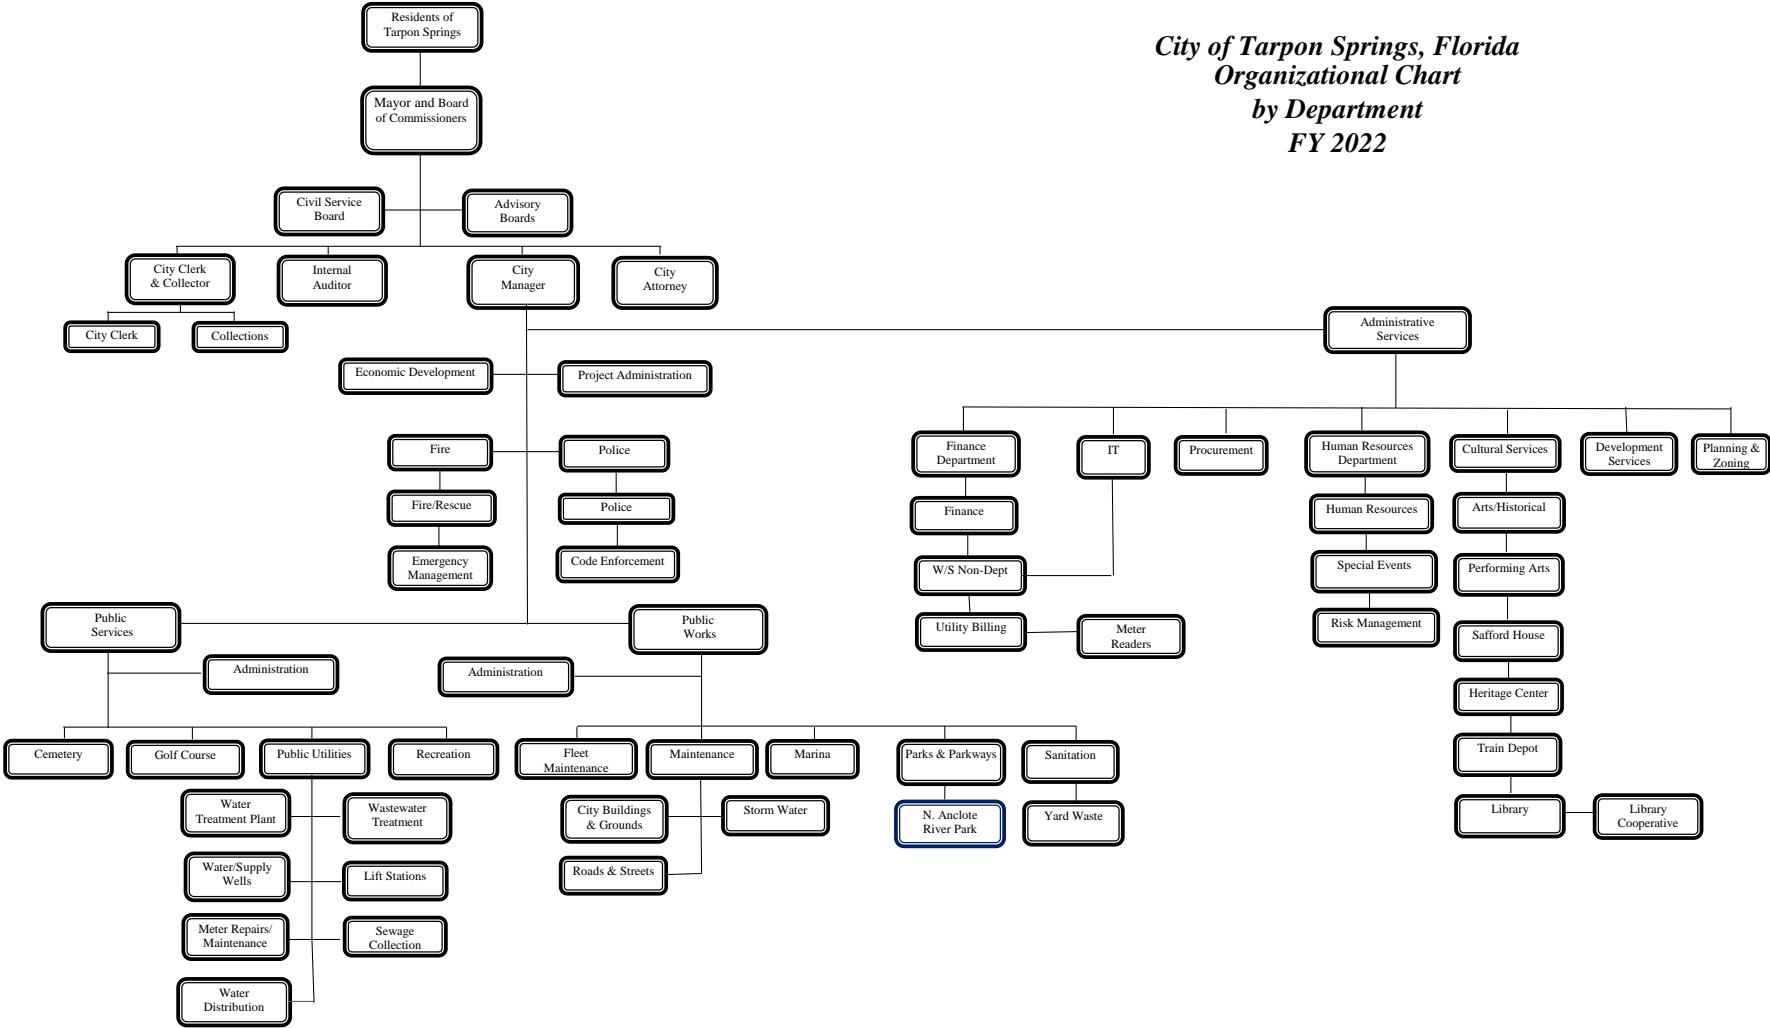 Residents of
Tarpon Springs
City of Tarpon Springs, Florida
Organizational Chart
by Department
FY 2022
Mayor and Board
of Commissioners
Civil Service
Board
Advisory
Boards
City Clerk
& Collector
Internal
Auditor
City
Manager
City
Attorney
City Clerk
Collections
Administrative
Services
Economic Development
Project Administration
Fire
Police
Fire/Rescue
Police
Emergency
Management
Code Enforcement
Finance
Department
IT
Procurement
Human Resources
Department
Cultural Services
Development
Services
Planning &
Zoning
Finance
Human Resources
Arts/Historical
W/S Non-Dept
Special Events
Performing Arts
Utility Billing
Meter
Readers
Risk Management
Safford House
Heritage Center
Train Depot
Library
Library
Cooperative
Public
Services
Public
Works
Administration
Administration
Cemetery
Golf Course
Public Utilities
Recreation
Fleet
Maintenance
Maintenance
Marina
Parks & Parkways
Sanitation
Water
Treatment Plant
Wastewater
Treatment
City Buildings
& Grounds
Storm Water
N. Anclote
River Park
Yard Waste
Water/Supply
Wells
Lift Stations
Roads & Streets
Meter Repairs/
Maintenance
Sewage
Collection
Water
Distribution